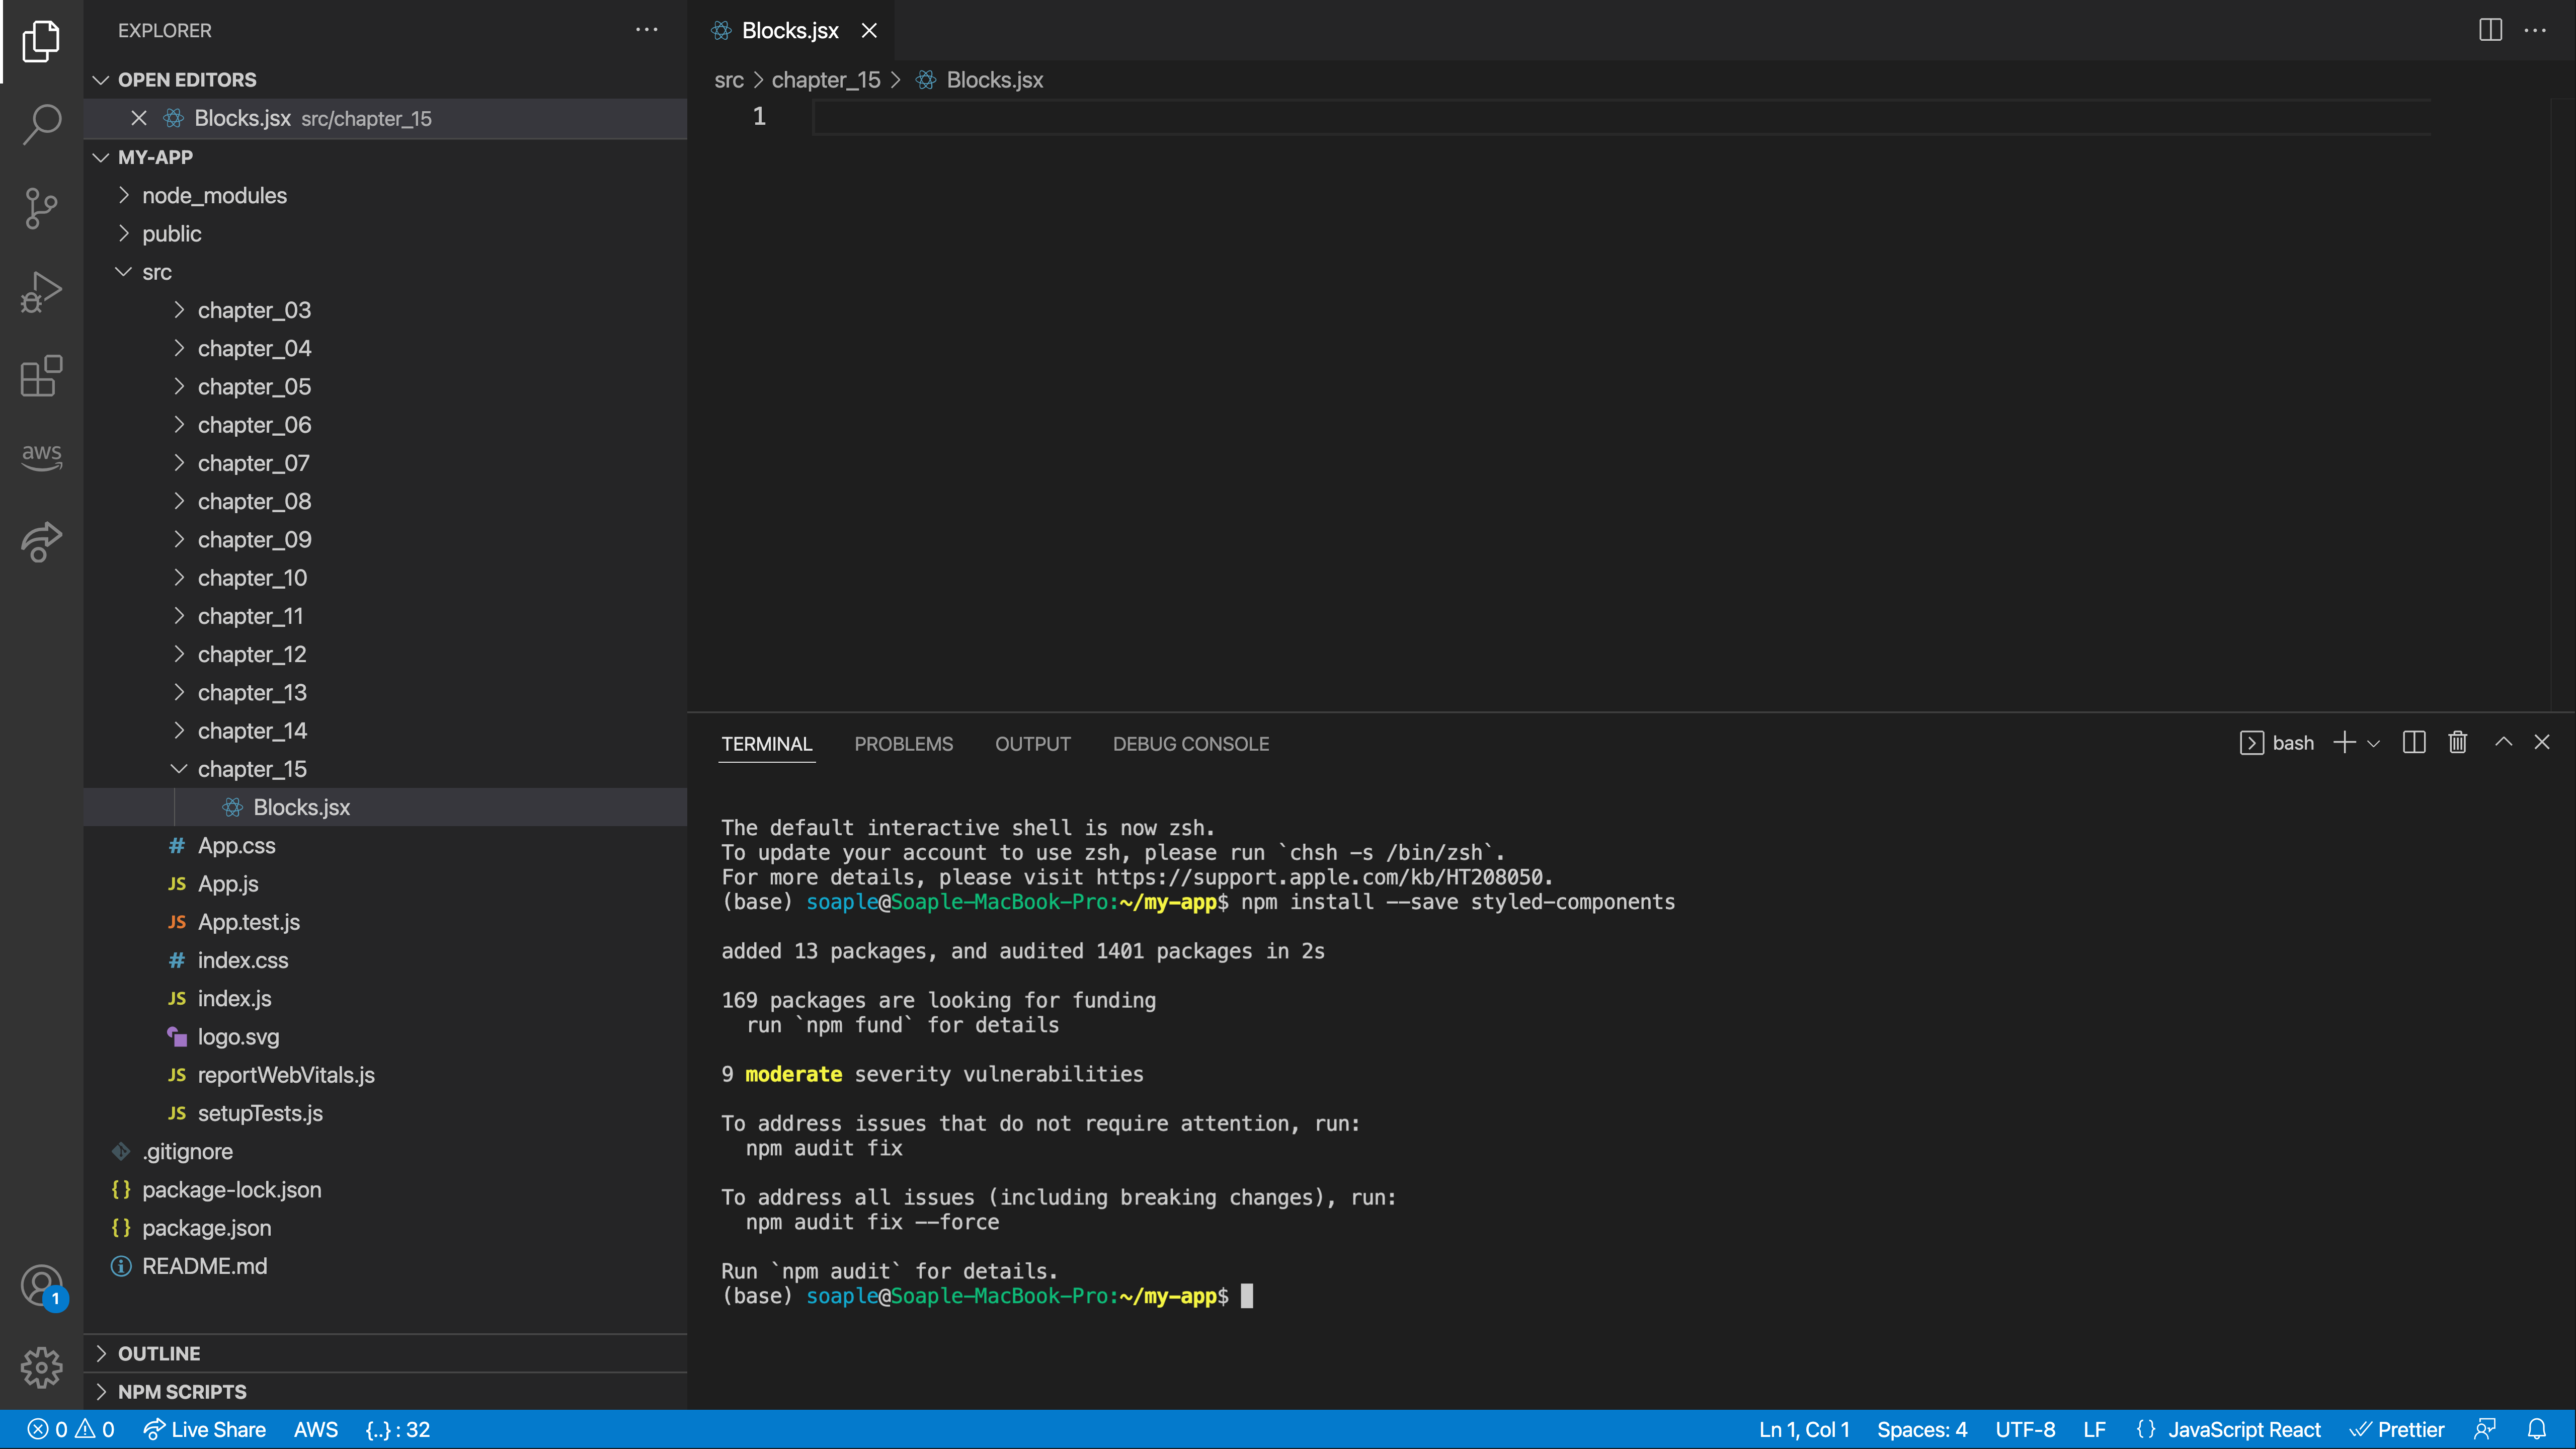 EXPLORER
OPEN EDITORS
Blocks.jsx src/chapter_15
MY-APP
node_modules
public
src
chapter_03
chapter_04
chapter_05
chapter_06
chapter_07
chapter_08
chapter_09
chapter_10
chapter_11
chapter_12
chapter_13
chapter_14
chapter_15
Blocks.jsx
# App.css
JS App.js
JS App.test.js
# index.css
JS index.js
logo.svg
JS reportWebVitals.js
JS setupTests.js
.gitignore
{} package-lock.json
{} package.json
README.md
OUTLINE
NPM SCRIPTS
aws
1
Blocks.jsx
src > chapter_15 > Blocks.jsx
1
TERMINAL PROBLEMS OUTPUT DEBUG CONSOLE bash
The default interactive shell is now zsh.
To update your account to use zsh, please run `chsh -s /bin/zsh`.
For more details, please visit https://support.apple.com/kb/HT208050.
(base) soaple@Soaple-MacBook-Pro:~/my-app$ npm install --save styled-components
added 13 packages, and audited 1401 packages in 2s
169 packages are looking for funding
run `npm fund` for details
9 moderate severity vulnerabilities
To address issues that do not require attention, run:
npm audit fix
To address all issues (including breaking changes), run:
npm audit fix --force
Run `npm audit` for details.
(base) soaple@Soaple-MacBook-Pro:~/my-app$
0 0 Live Share AWS {..} : 32 Ln 1, Col 1 Spaces: 4 UTF-8 LF {} JavaScript React Prettier